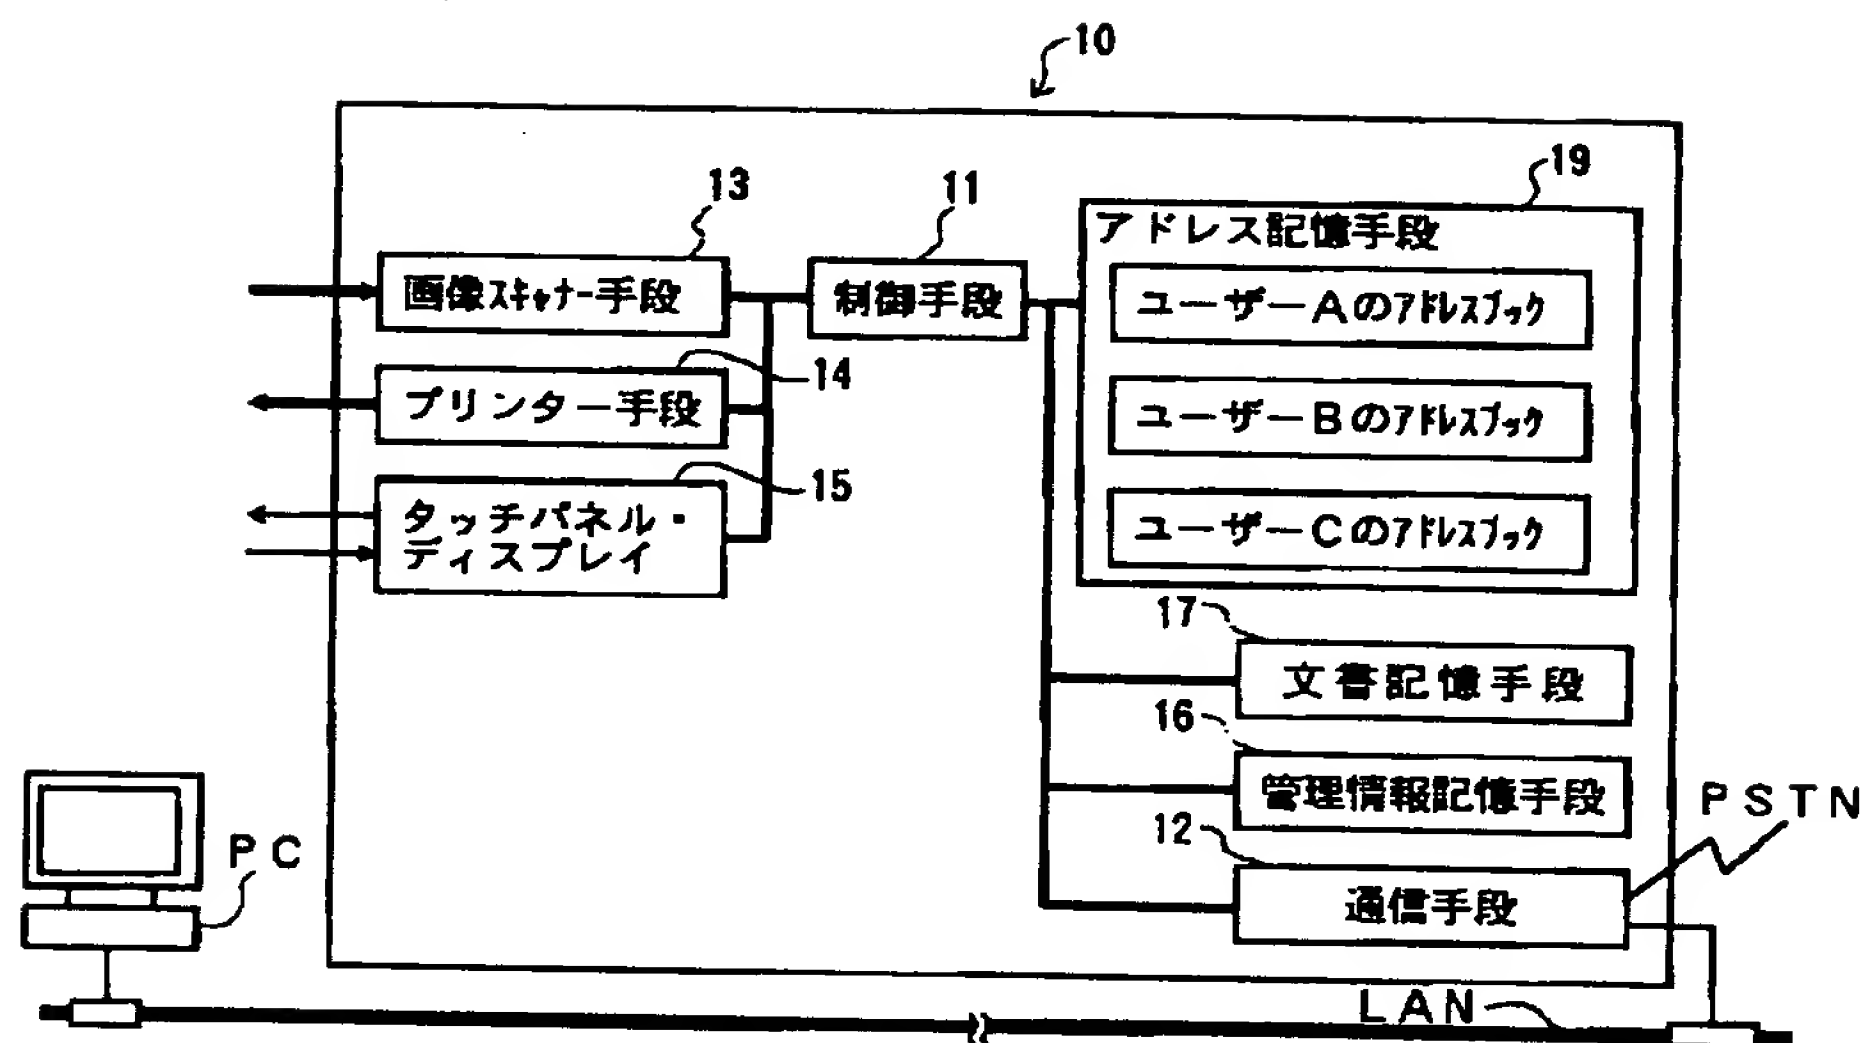 10
13
11
19
画像スキャナー手段
制御手段
アドレス記憶手段
ユーザーAのアドレスブック
14
プリンター手段
ユーザーBのアドレスブック
15
タッチパネル・
ディスプレイ
ユーザーCのアドレスブック
17
文書記憶手段
16
管理情報記憶手段
PSTN
12
通信手段
PC
LAN